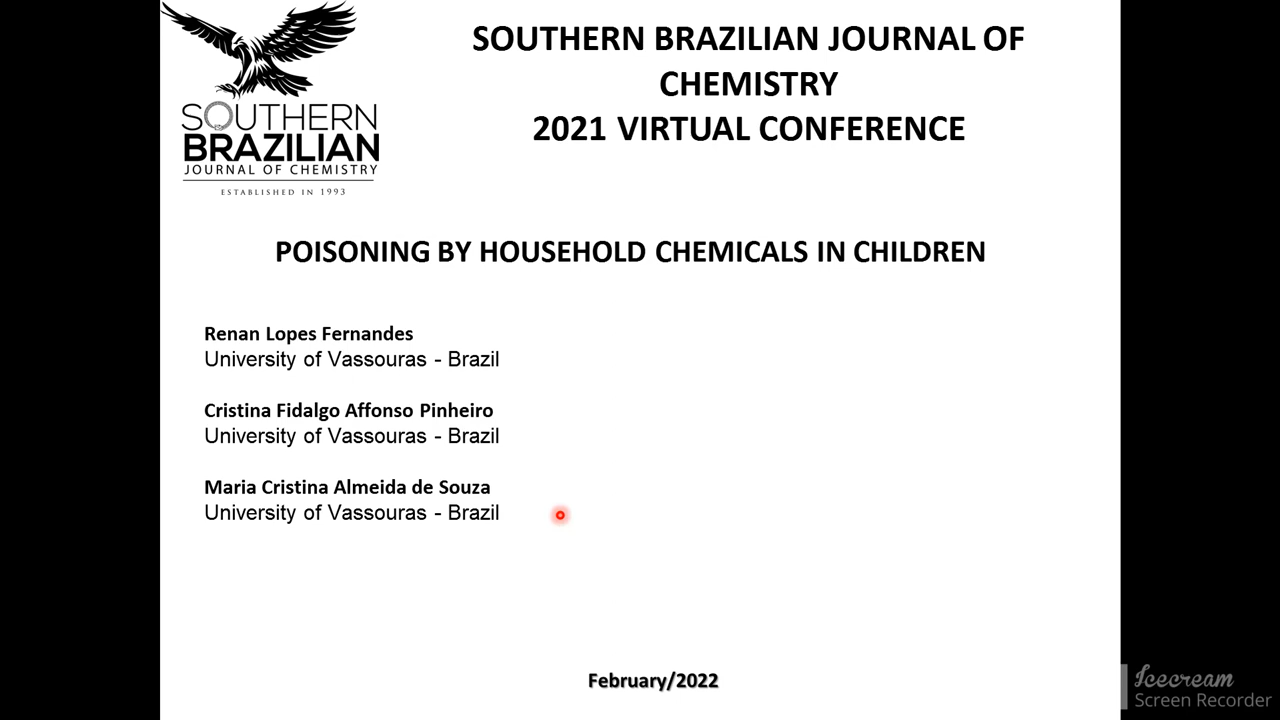 SOUTHERN
BRAZILIAN
JOURNAL OF CHEMISTRY
ESTABLISHED IN 1993
SOUTHERN BRAZILIAN JOURNAL OF
CHEMISTRY
2021 VIRTUAL CONFERENCE
POISONING BY HOUSEHOLD CHEMICALS IN CHILDREN
Renan Lopes Fernandes
University of Vassouras - Brazil
Cristina Fidalgo Affonso Pinheiro
University of Vassouras - Brazil
Maria Cristina Almeida de Souza
University of Vassouras - Brazil
February/2022
Icecream
Screen Recorder